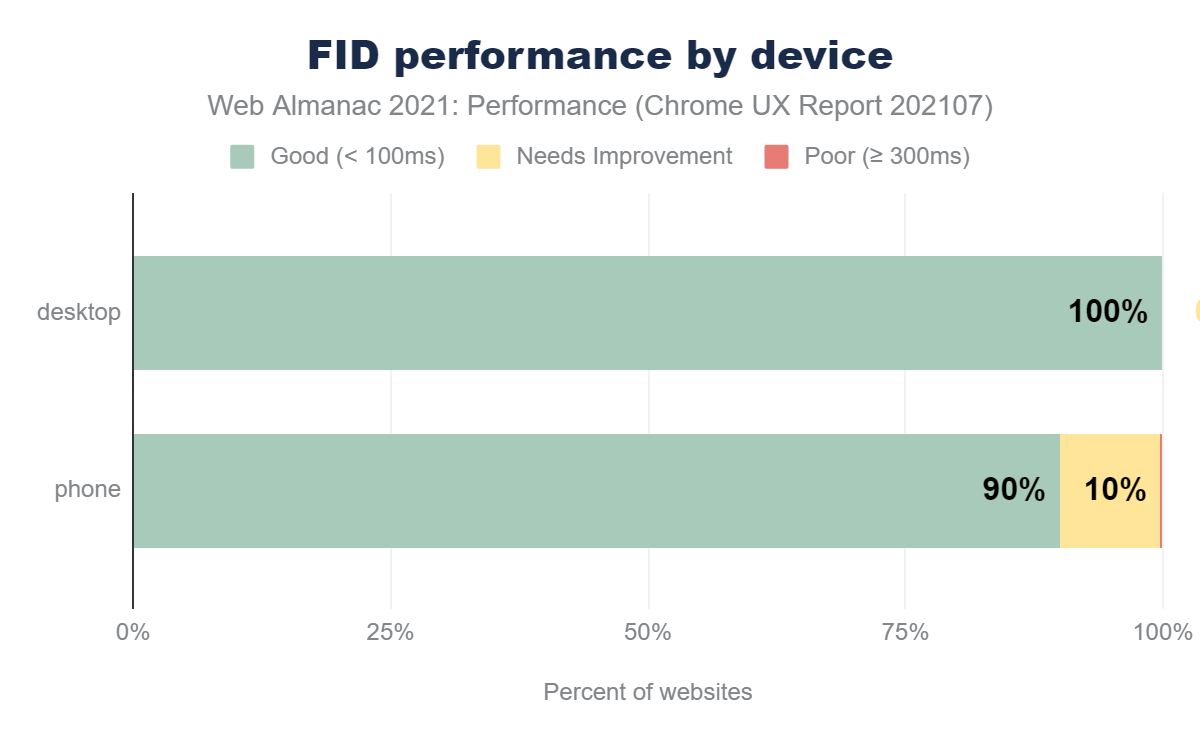 FID performance by device
Web Almanac 2021: Performance (Chrome UX Report 202107)
Good (< 100ms) Needs Improvement Poor (≥ 300ms)
desktop 100%
phone 90% 10%
0% 25% 50% 75% 100%
Percent of websites